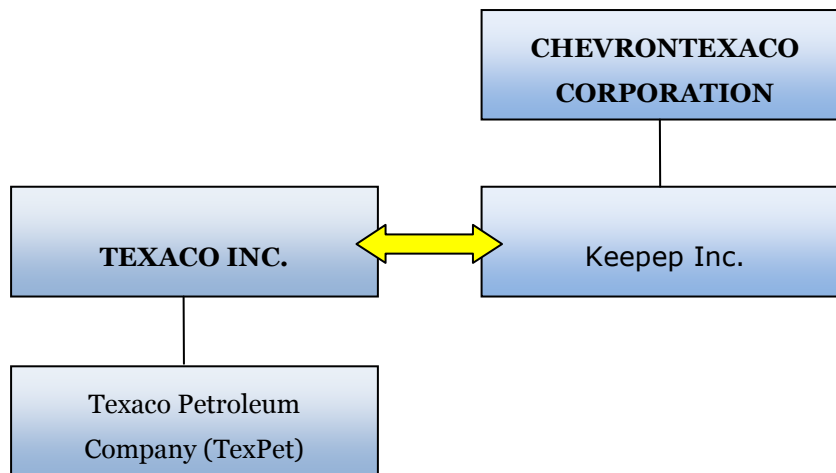 CHEVRONTEXACO
CORPORATION
TEXACO INC.
Keepep Inc.
Texaco Petroleum
Company (TexPet)